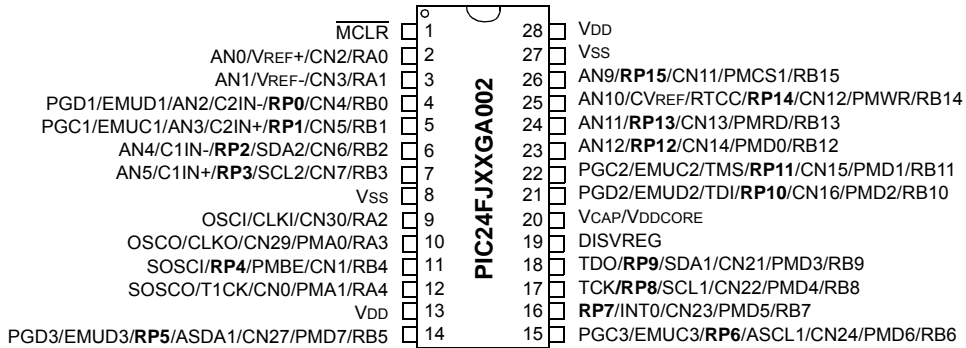 MCLR 1 28 VDD
AN0/VREF+/CN2/RA0 2 27 VSS
AN1/VREF-/CN3/RA1 3 26 AN9/RP15/CN11/PMCS1/RB15
PGD1/EMUD1/AN2/C2IN-/RP0/CN4/RB0 4 25 AN10/CVREF/RTCC/RP14/CN12/PMWR/RB14
PGC1/EMUC1/AN3/C2IN+/RP1/CN5/RB1 5 24 AN11/RP13/CN13/PMRD/RB13
AN4/C1IN-/RP2/SDA2/CN6/RB2 6 23 AN12/RP12/CN14/PMD0/RB12
AN5/C1IN+/RP3/SCL2/CN7/RB3 7 22 PGC2/EMUC2/TMS/RP11/CN15/PMD1/RB11
VSS 8 21 PGD2/EMUD2/TDI/RP10/CN16/PMD2/RB10
OSCI/CLKI/CN30/RA2 9 20 VCAP/VDDCORE
OSCO/CLKO/CN29/PMA0/RA3 10 19 DISVREG
SOSCI/RP4/PMBE/CN1/RB4 11 18 TDO/RP9/SDA1/CN21/PMD3/RB9
SOSCO/T1CK/CN0/PMA1/RA4 12 17 TCK/RP8/SCL1/CN22/PMD4/RB8
VDD 13 16 RP7/INT0/CN23/PMD5/RB7
PGD3/EMUD3/RP5/ASDA1/CN27/PMD7/RB5 14 15 PGC3/EMUC3/RP6/ASCL1/CN24/PMD6/RB6
PIC24FJXXGA002